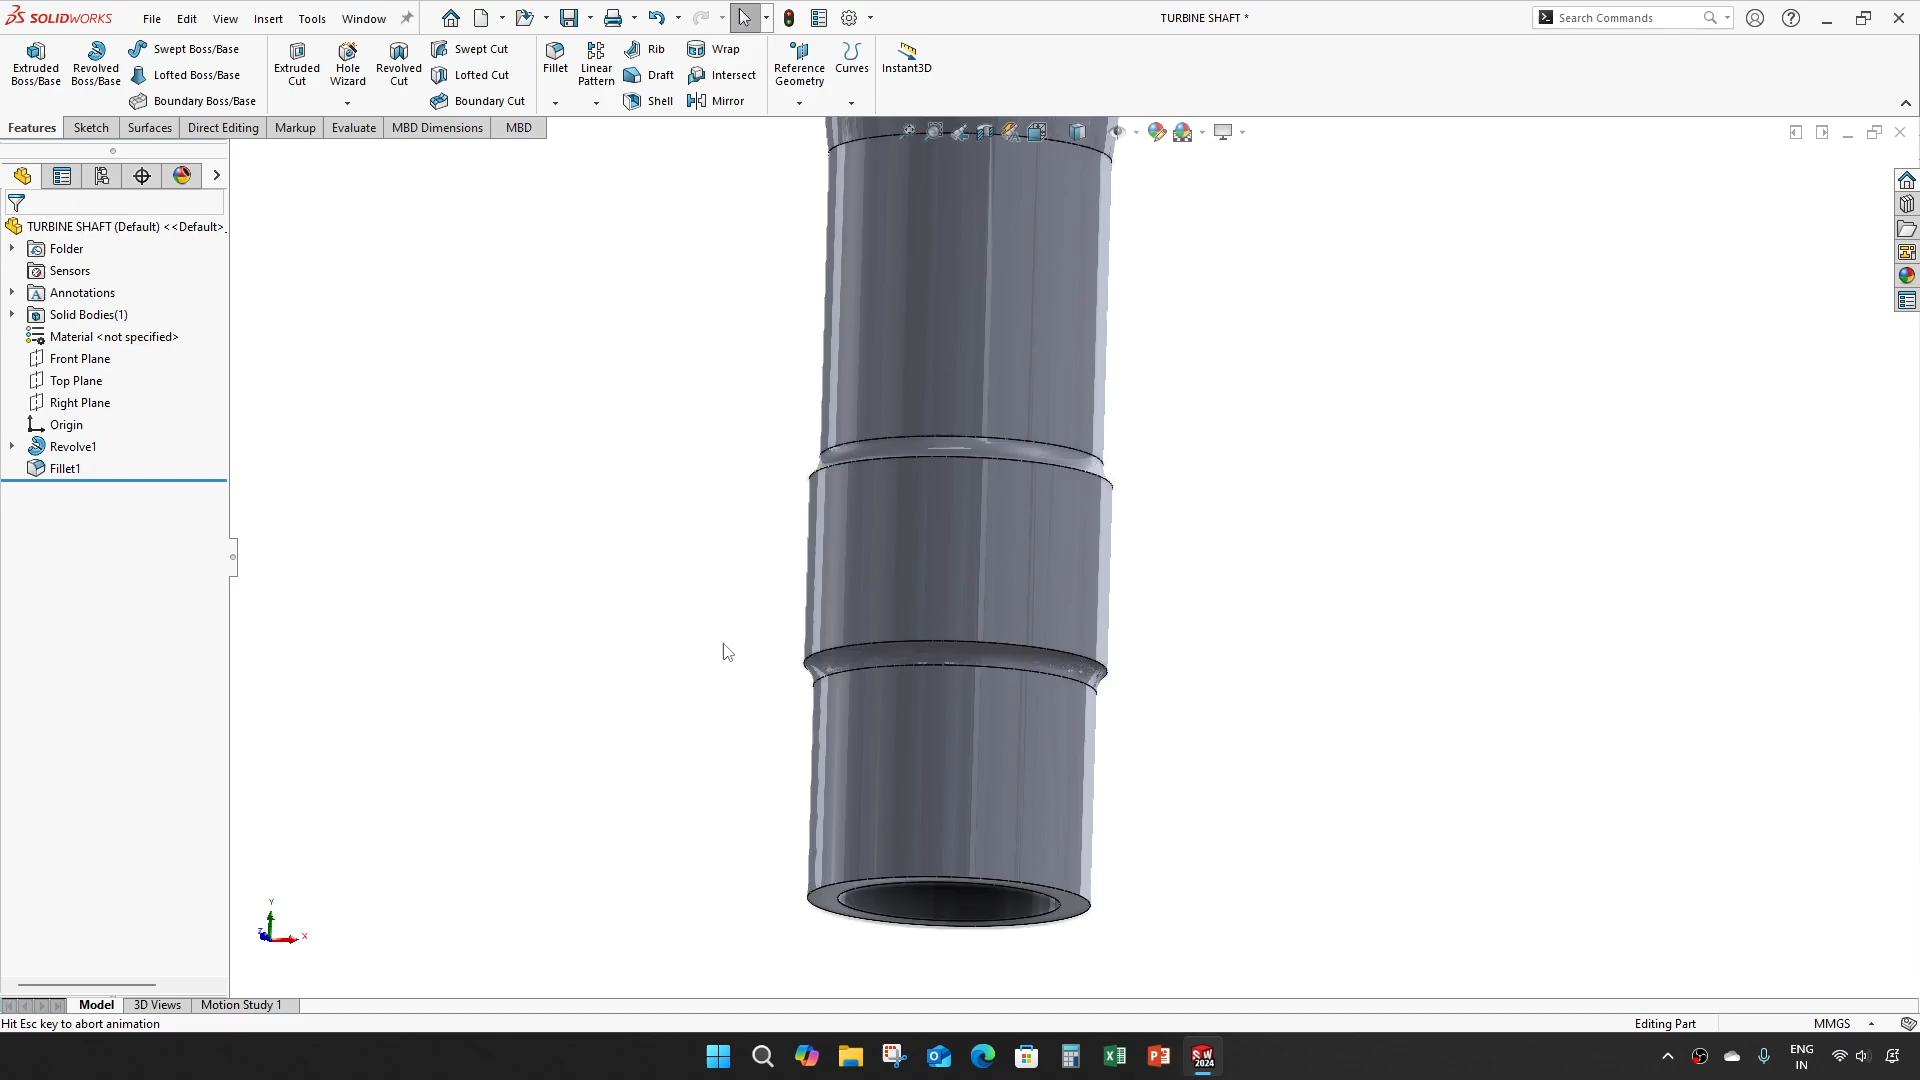 SOLIDWORKS
File
Edit
View
Insert
Tools
Window
TURBINE SHAFT *
Search Commands
Extruded
Boss/Base
Revolved
Boss/Base
Swept Boss/Base
Lofted Boss/Base
Boundary Boss/Base
Extruded
Cut
Hole
Wizard
Revolved
Cut
Swept Cut
Lofted Cut
Boundary Cut
Fillet
Linear
Pattern
Rib
Draft
Shell
Wrap
Intersect
Mirror
Reference
Geometry
Curves
Instant3D
Features
Sketch
Surfaces
Direct Editing
Markup
Evaluate
MBD Dimensions
MBD
TURBINE SHAFT (Default) <<Default>_
Folder
Sensors
Annotations
Solid Bodies(1)
Material <not specified>
Front Plane
Top Plane
Right Plane
Origin
Revolve1
Fillet1
Y
Z
X
Model
3D Views
Motion Study 1
Hit Esc key to abort animation
Editing Part
MMGS
SW
2024
ENG
IN